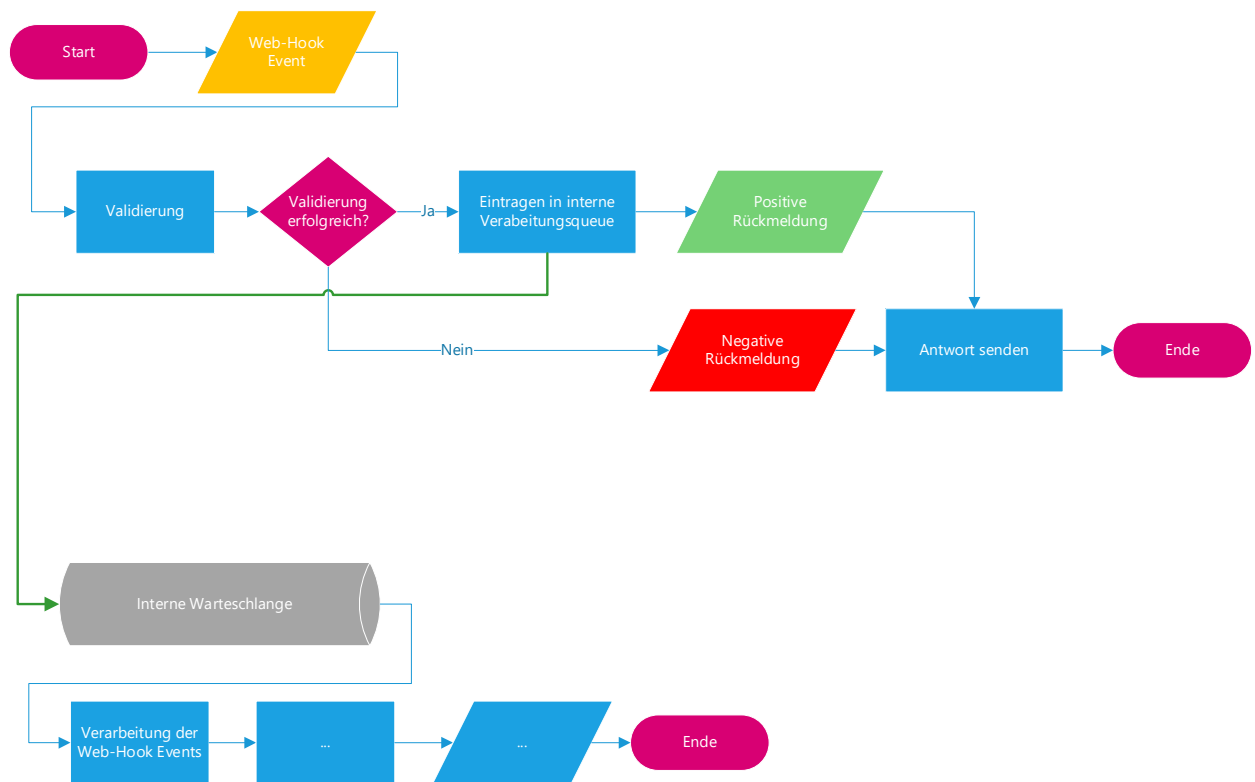 Start
Web-Hook
Event
Validierung
Validierung
erfolgreich?
Ja
Eintragen in interne
Verabeitungsqueue
Positive
Rückmeldung
Nein
Negative
Rückmeldung
Antwort senden
Ende
Interne Warteschlange
Verarbeitung der
Web-Hook Events
...
...
Ende